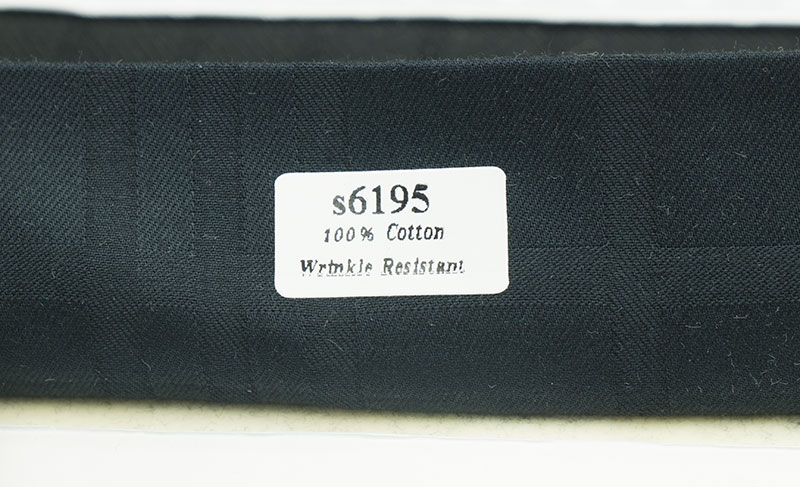 s6195
100% Cotton
Wrinkle Resistant